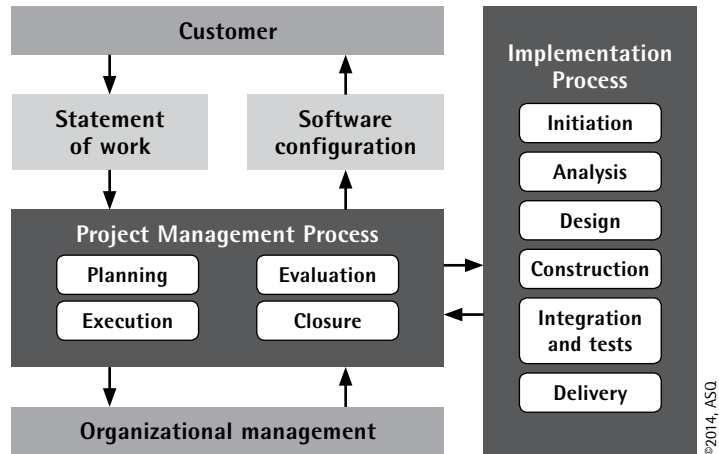 Customer
Statement
of work
Software
configuration
Project Management Process
Planning
Evaluation
Execution
Closure
Organizational management
Implementation
Process
Initiation
Analysis
Design
Construction
Integration
and tests
Delivery
©2014, ASQ